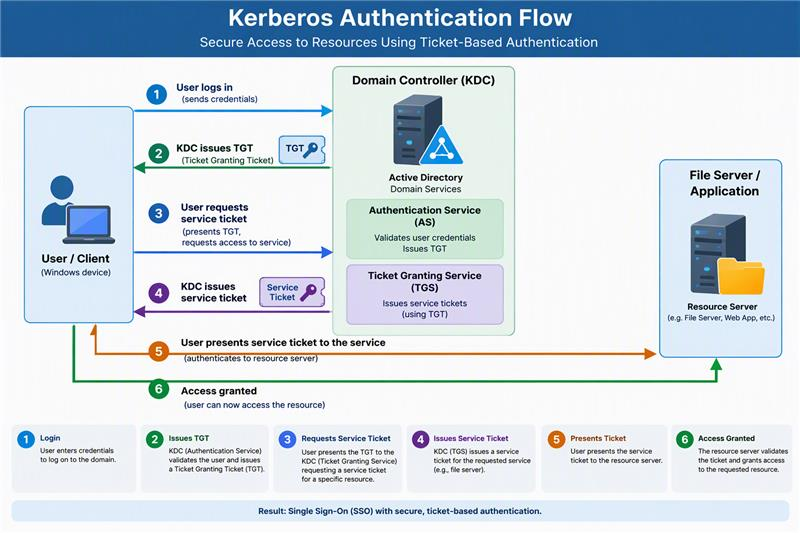 Kerberos Authentication Flow
Secure Access to Resources Using Ticket-Based Authentication
1
User logs in
(sends credentials)
2
KDC issues TGT
(Ticket Granting Ticket)
TGT
3
User requests
service ticket
(presents TGT,
requests access to service)
4
KDC issues
service ticket
Service
Ticket
User / Client
(Windows device)
Domain Controller (KDC)
Active Directory
Domain Services
Authentication Service
(AS)
Validates user credentials
Issues TGT
Ticket Granting Service
(TGS)
Issues service tickets
(using TGT)
File Server /
Application
Resource Server
(e.g. File Server, Web App, etc.)
5
User presents service ticket to the service
(authenticates to resource server)
6
Access granted
(user can now access the resource)
1
Login
User enters credentials
to log on to the domain.
2
Issues TGT
KDC (Authentication Service)
validates the user and issues
a Ticket Granting Ticket (TGT).
3
Requests Service Ticket
User presents the TGT to the
KDC (Ticket Granting Service)
requesting a service ticket
for a specific resource.
4
Issues Service Ticket
KDC (TGS) issues a service
ticket for the requested service
(e.g., file server).
5
Presents Ticket
User presents the service
ticket to the resource server.
6
Access Granted
The resource server validates
the ticket and grants access
to the requested resource.
Result: Single Sign-On (SSO) with secure, ticket-based authentication.